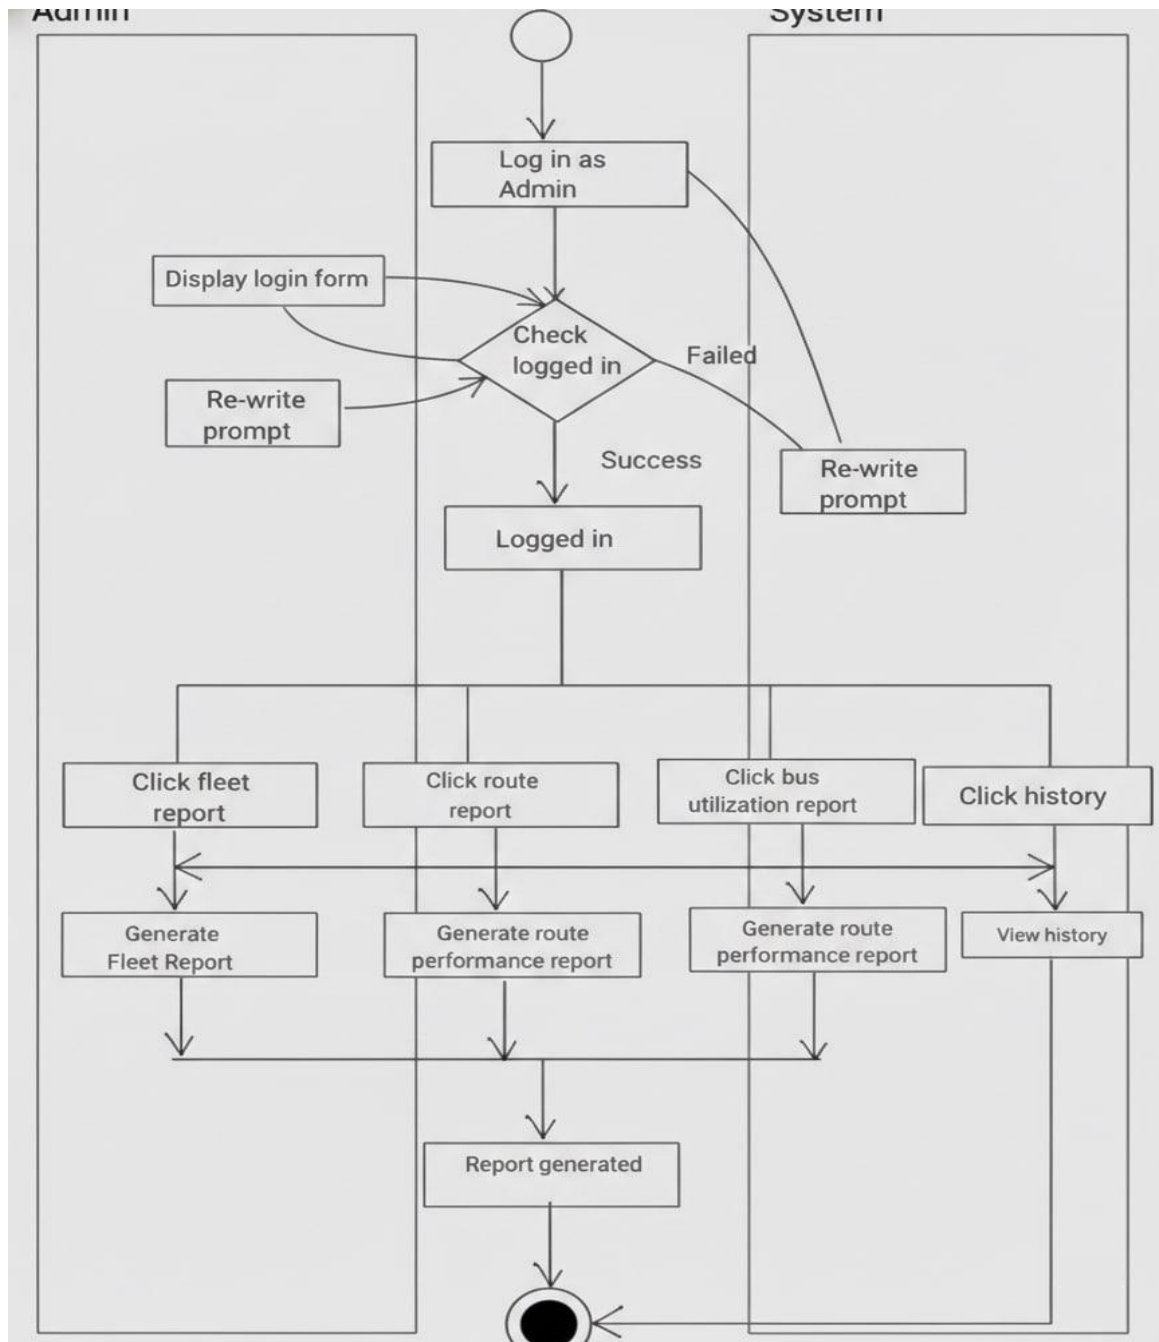 Admin
System
Log in as
Admin
Display login form
Check
logged in
Failed
Re-write
prompt
Success
Re-write
prompt
Logged in
Click fleet
report
Click route
report
Click bus
utilization report
Click history
Generate
Fleet Report
Generate route
performance report
Generate route
performance report
View history
Report generated